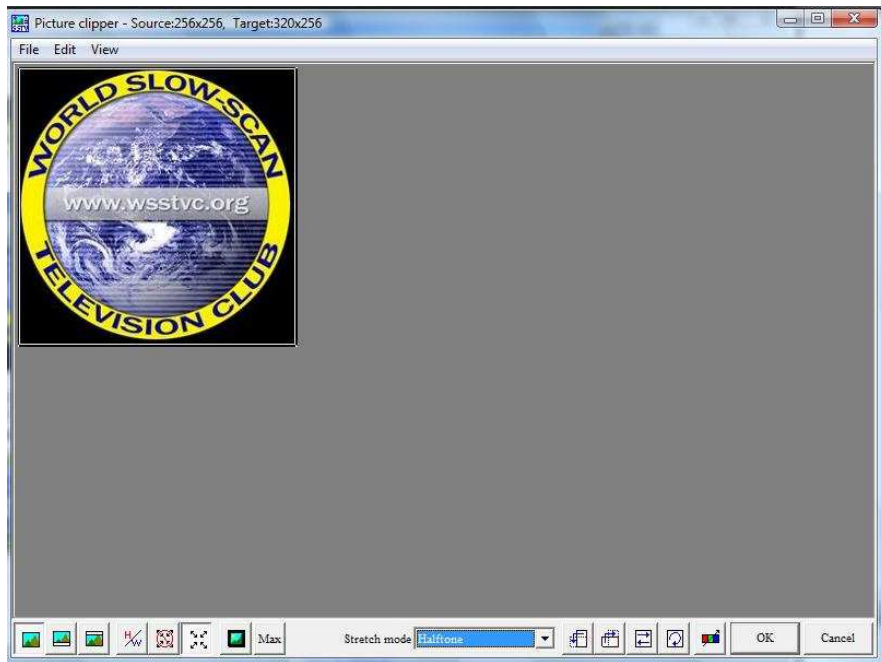 Picture clipper - Source:256x256, Target:320x256
File Edit View
WORLD SLOW-SCAN
www.wsstvc.org
TELEVISION CLUB
H/W
Max
Stretch mode Halftone
OK
Cancel